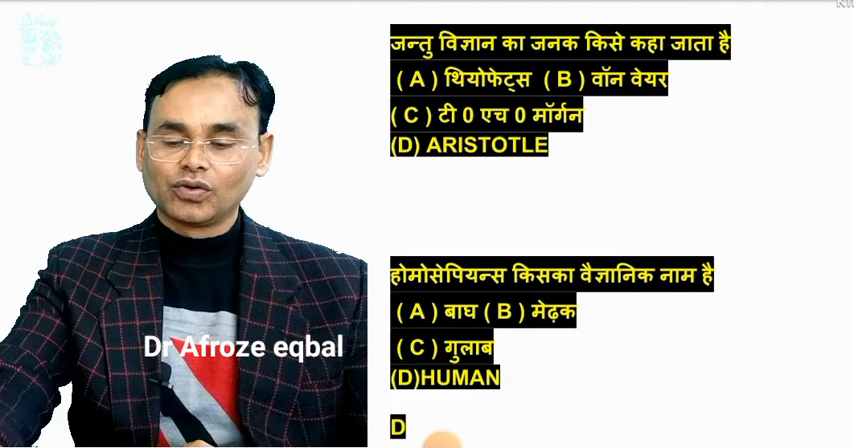 जन्तु विज्ञान का जनक किसे कहा जाता है
( A ) थियोफेट्स ( B ) वॉन वेयर
( C ) टी 0 एच 0 मॉर्गन
(D) ARISTOTLE
होमोसेपियन्स किसका वैज्ञानिक नाम है
( A ) बाघ ( B ) मेढ़क
( C ) गुलाब
(D)HUMAN
D
Dr Afroze eqbal